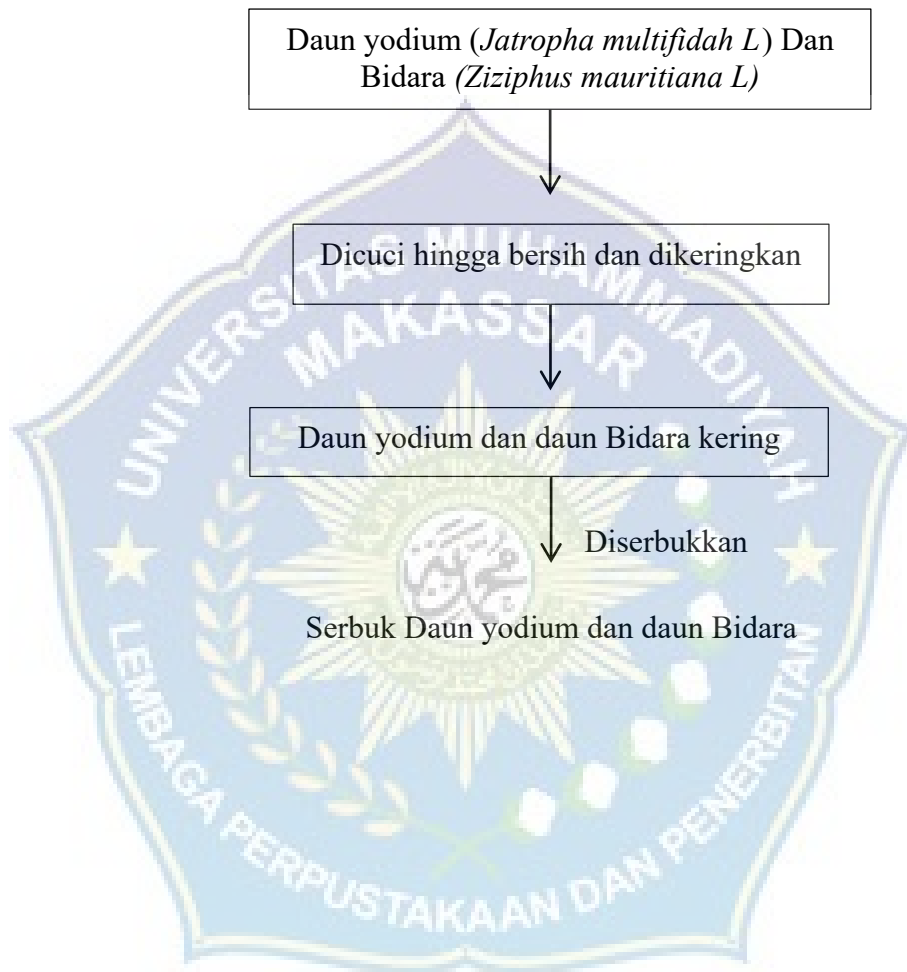 Daun yodium (Jatropha multifidah L) Dan
Bidara (Ziziphus mauritiana L)
Dicuci hingga bersih dan dikeringkan
UNIVERSITAS MUHAMMADIYAH
MAKASSAR
Daun yodium dan daun Bidara kering
Diserbukkan
Serbuk Daun yodium dan daun Bidara
LEMBAGA PERPUSTAKAAN DAN PENERBITAN